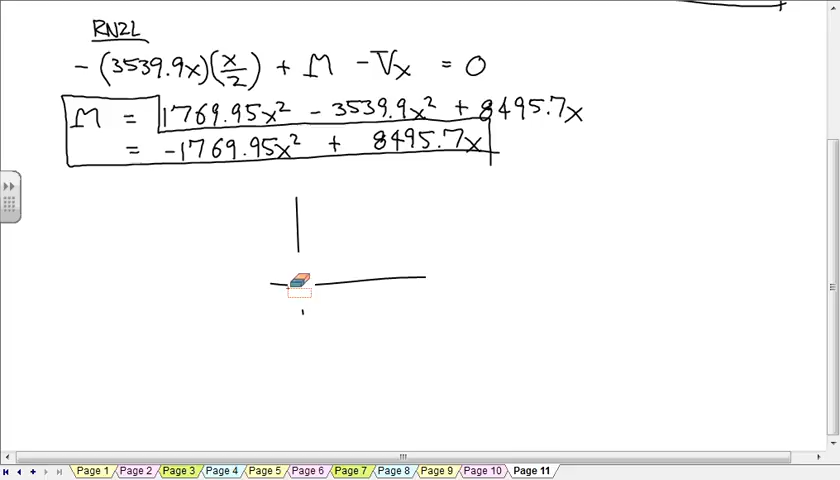 RN2L
- (3539.9x)(x/2) + M - Vx = 0
M = 1769.95x² - 3539.9x² + 8495.7x
= -1769.95x² + 8495.7x
Page 1 Page 2 Page 3 Page 4 Page 5 Page 6 Page 7 Page 8 Page 9 Page 10 Page 11